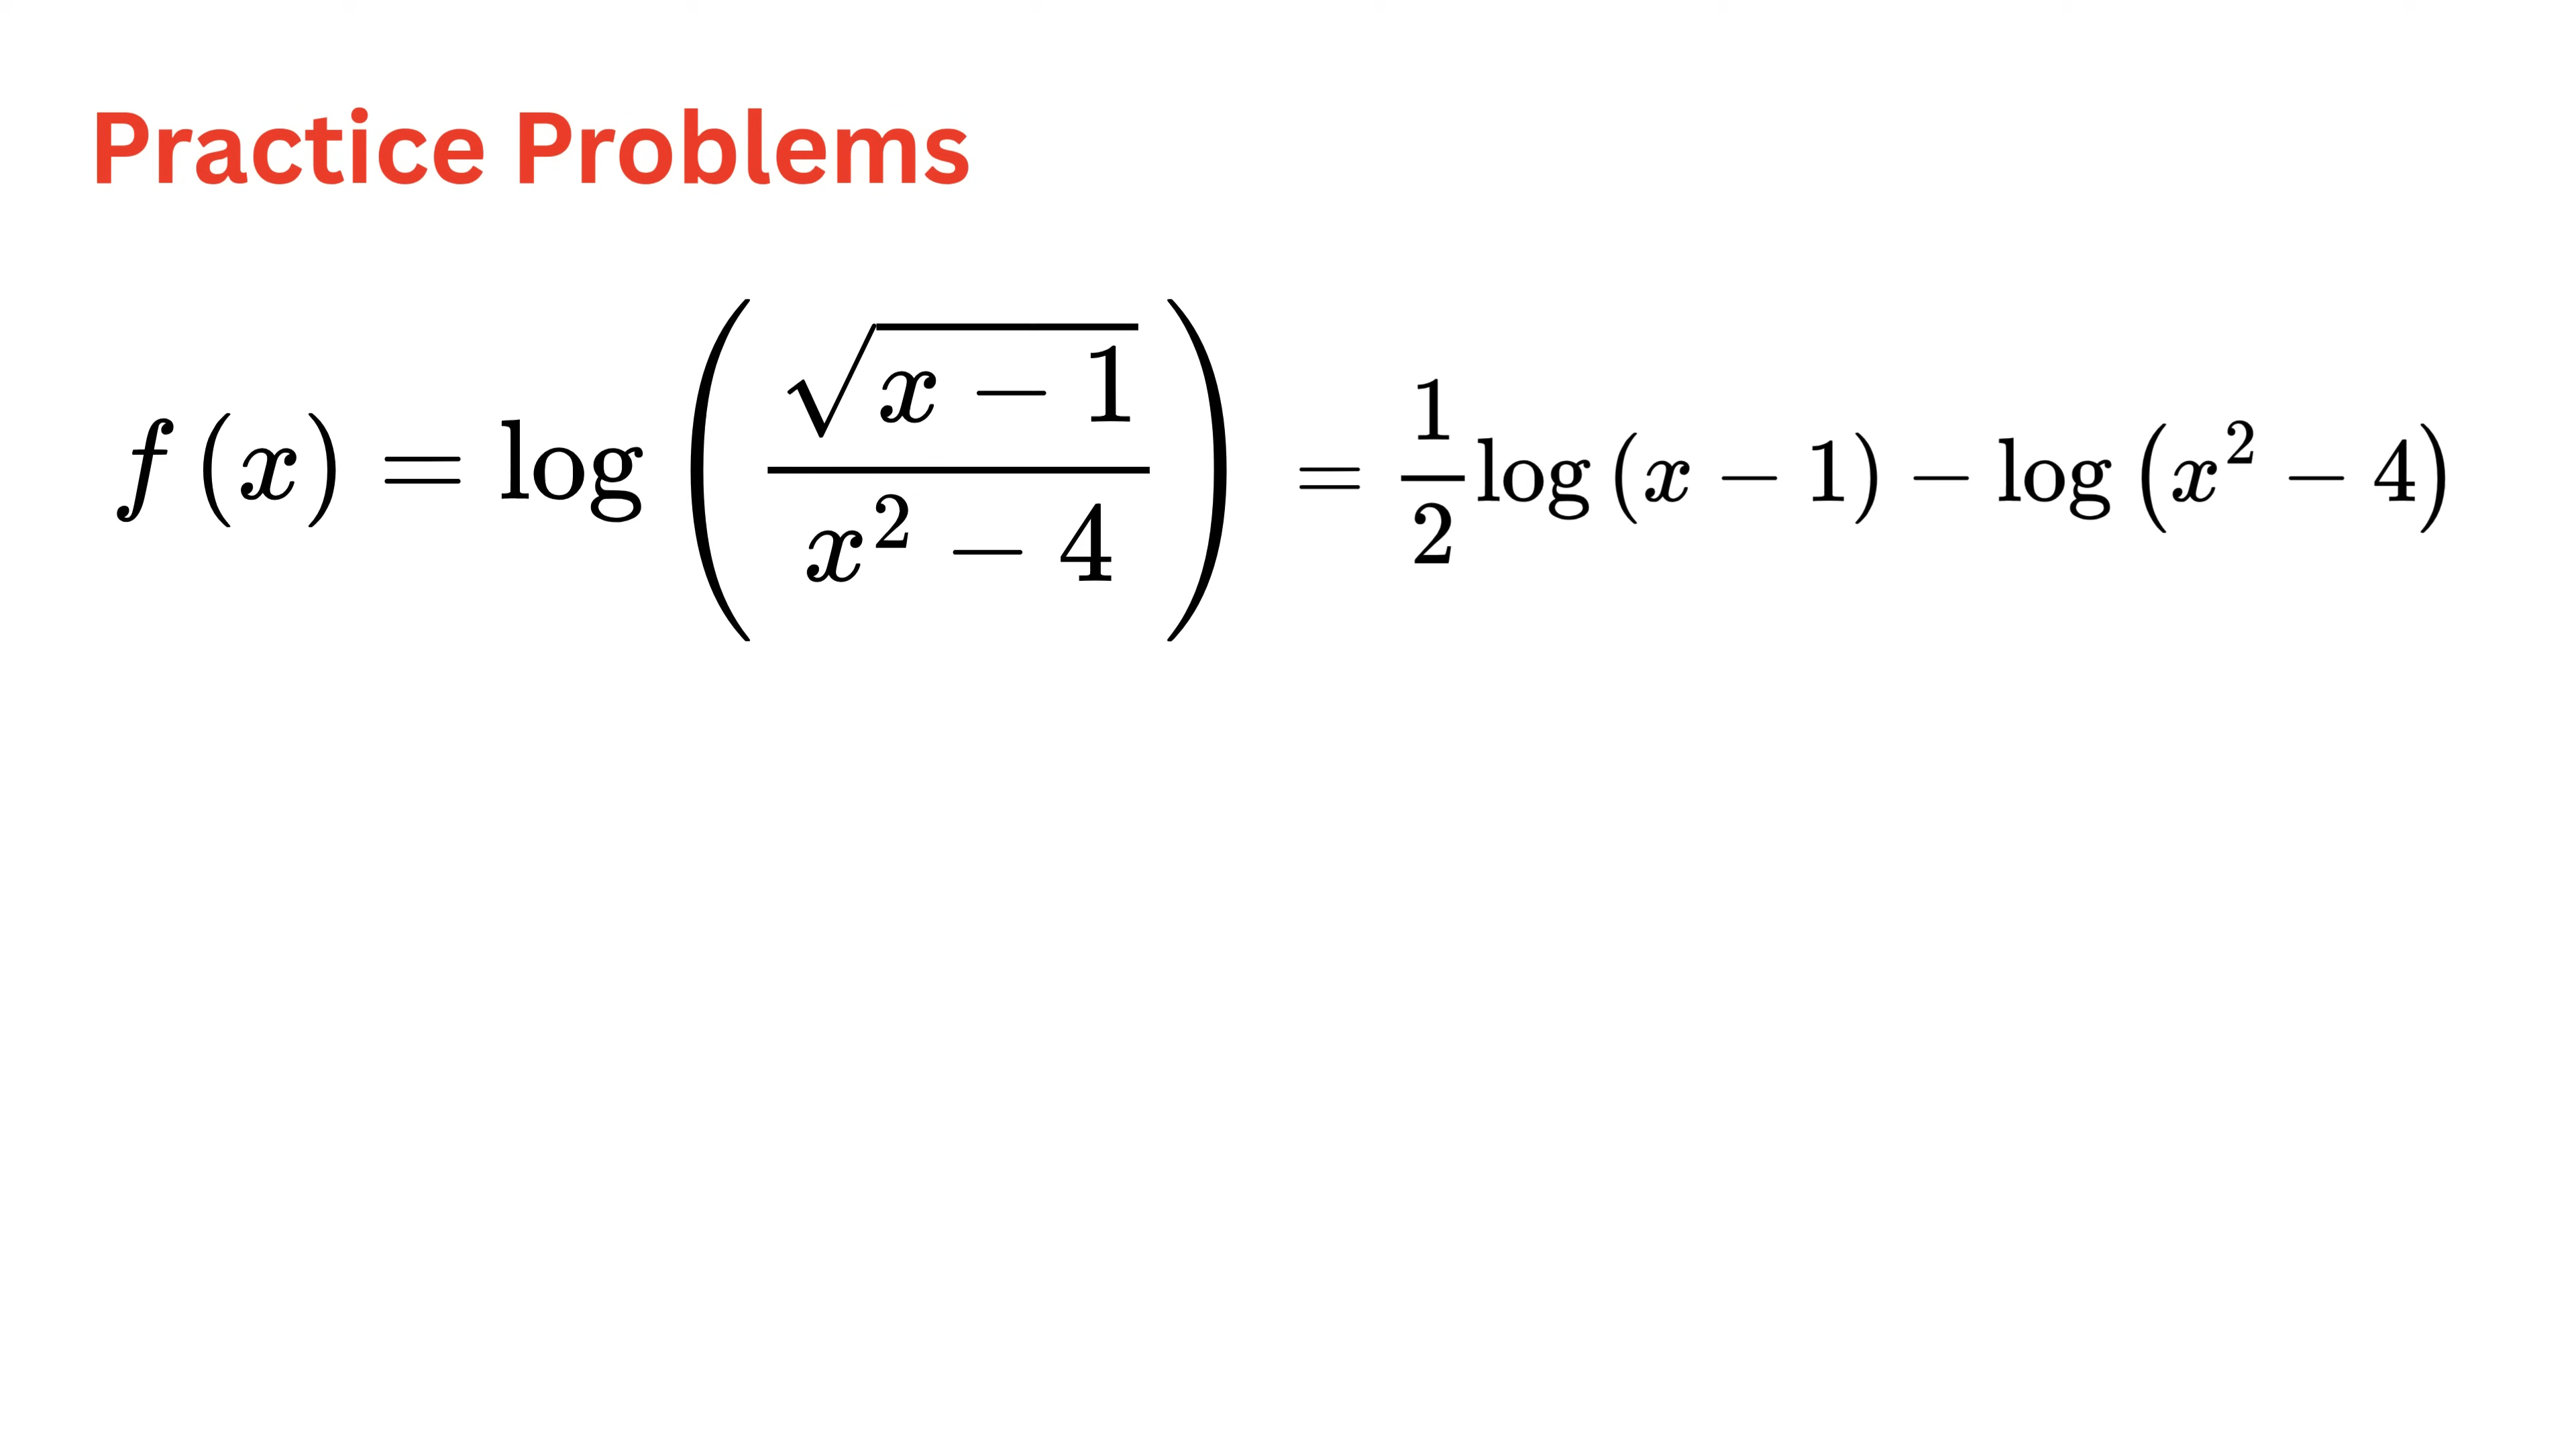 Practice Problems
f(x) = log(√(x − 1)/(x² − 4)) = 1/2 log(x − 1) − log(x² − 4)